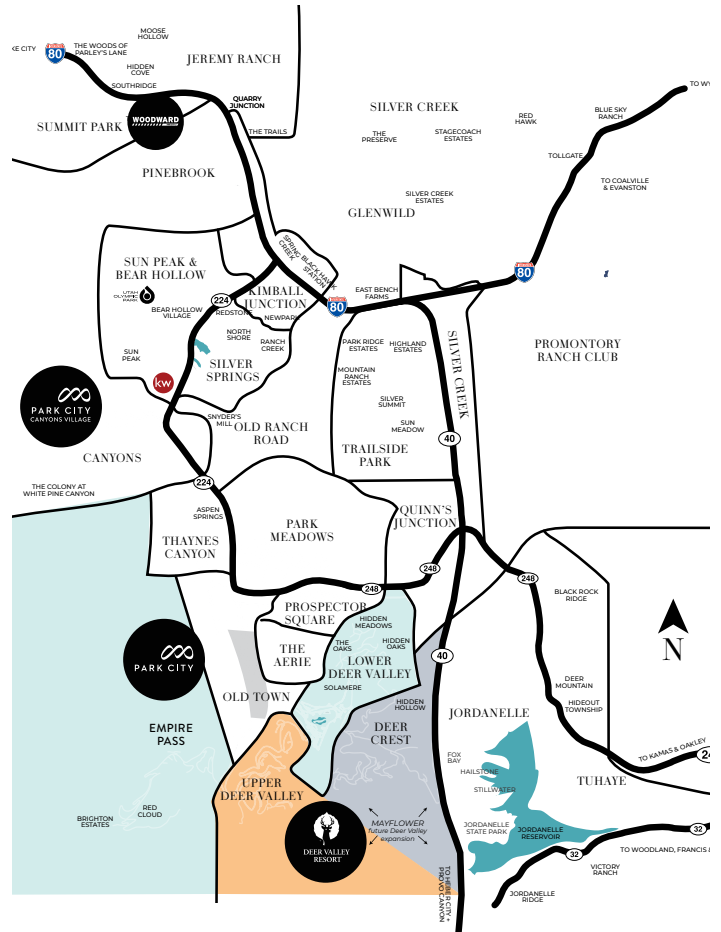 KE CITY
80
THE WOODS OF
PARLEY'S LANE
MOOSE
HOLLOW
JEREMY RANCH
HIDDEN
COVE
SOUTHRIDGE
QUARRY
JUNCTION
SUMMIT PARK
WOODWARD
THE TRAILS
PINEBROOK
SILVER CREEK
THE
PRESERVE
STAGECOACH
ESTATES
RED
HAWK
BLUE SKY
RANCH
TO WY
TOLLGATE
TO COALVILLE
& EVANSTON
SILVER CREEK
ESTATES
GLENWILD
SPRING
CREEK
BLACK HAWK
STATION
SUN PEAK &
BEAR HOLLOW
UTAH
OLYMPIC
PARK
BEAR HOLLOW
VILLAGE
224
KIMBALL
JUNCTION
REDSTONE
NEWPARK
80
EAST BENCH
FARMS
80
NORTH
SHORE
RANCH
CREEK
SUN
PEAK
SILVER
SPRINGS
kw
PARK RIDGE
ESTATES
HIGHLAND
ESTATES
MOUNTAIN
RANCH
ESTATES
SILVER
SUMMIT
SUN
MEADOW
SILVER CREEK
PROMONTORY
RANCH CLUB
PARK CITY
CANYONS VILLAGE
SNYDER'S
MILL
OLD RANCH
ROAD
TRAILSIDE
PARK
40
CANYONS
THE COLONY AT
WHITE PINE CANYON
224
ASPEN
SPRINGS
THAYNES
CANYON
PARK
MEADOWS
QUINN'S
JUNCTION
248
248
248
BLACK ROCK
RIDGE
PROSPECTOR
SQUARE
HIDDEN
MEADOWS
THE
OAKS
HIDDEN
OAKS
THE
AERIE
LOWER
DEER VALLEY
SOLAMERE
40
N
PARK CITY
OLD TOWN
HIDDEN
HOLLOW
DEER
CREST
JORDANELLE
DEER
MOUNTAIN
HIDEOUT
TOWNSHIP
EMPIRE
PASS
FOX
BAY
HAILSTONE
STILLWATER
TO KAMAS & OAKLEY
24
TUHAYE
UPPER
DEER VALLEY
BRIGHTON
ESTATES
RED
CLOUD
DEER VALLEY
RESORT
MAYFLOWER
future Deer Valley
expansion
JORDANELLE
STATE PARK
JORDANELLE
RESERVOIR
32
32
TO WOODLAND, FRANCIS &
VICTORY
RANCH
JORDANELLE
RIDGE
TO HEBER CITY +
PROVO CANYON